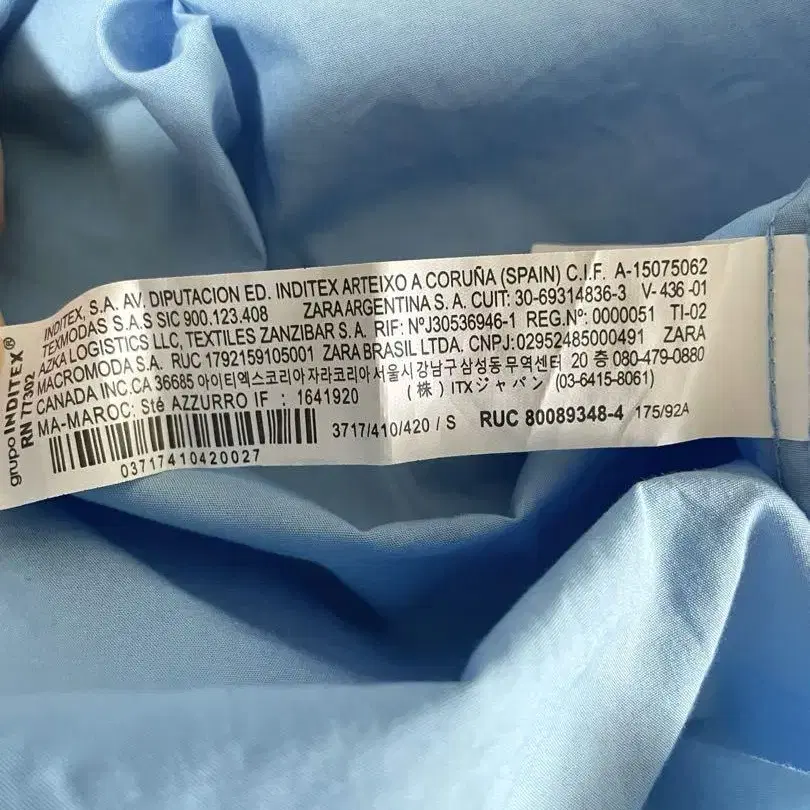 grupo INDITEX®
RN 77302
INDITEX, S.A. AV. DIPUTACION ED. INDITEX ARTEIXO A CORUÑA (SPAIN) C.I.F. A-15075062
TEXMODAS S.A.S SIC 900.123.408 ZARA ARGENTINA S.A. CUIT: 30-69314836-3 V-436-01
AZKA LOGISTICS LLC, TEXTILES ZANZIBAR S.A. RIF: NºJ30536946-1 REG.Nº: 0000051 TI-02
MACROMODA S.A. RUC 1792159105001 ZARA BRASIL LTDA. CNPJ: 02952485000491 ZARA
CANADA INC. CA 36685 아이티엑스코리아 자라코리아 서울시 강남구 삼성동 무역센터 20 층 080-479-0880
MA-MAROC: Sté AZZURRO IF : 1641920 (株) ITXジャパン (03-6415-8061)
3717/410/420 / S RUC 80089348-4 175/92A
03717410420027